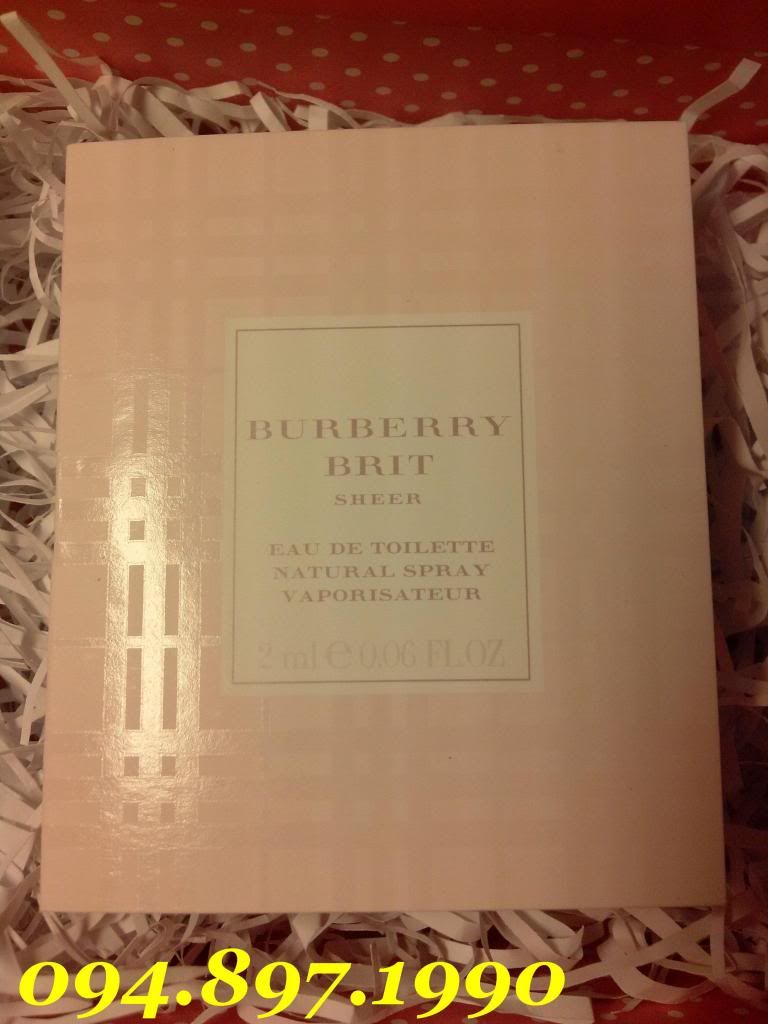 BURBERRY
BRIT
SHEER
EAU DE TOILETTE
NATURAL SPRAY
VAPORISATEUR
2 ml e 0.06 FL.OZ
094.897.1990